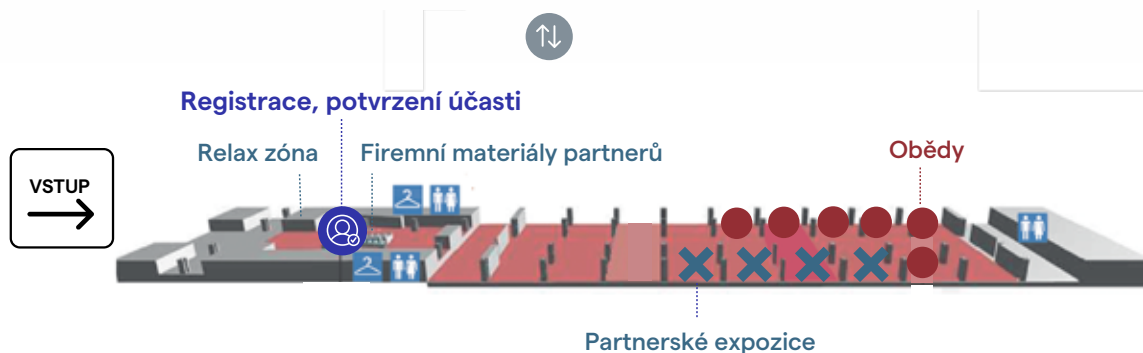 Registrace, potvrzení účasti
Relax zóna
Firemní materiály partnerů
Obědy
VSTUP
Partnerské expozice